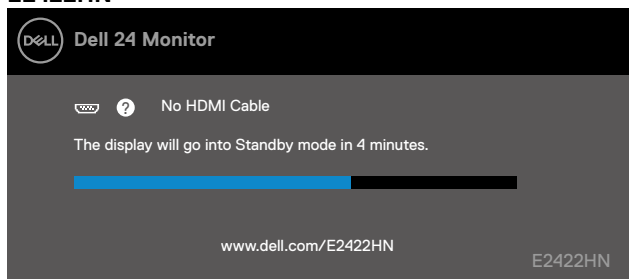 E2422HN
DELL Dell 24 Monitor
? No HDMI Cable
The display will go into Standby mode in 4 minutes.
www.dell.com/E2422HN
E2422HN